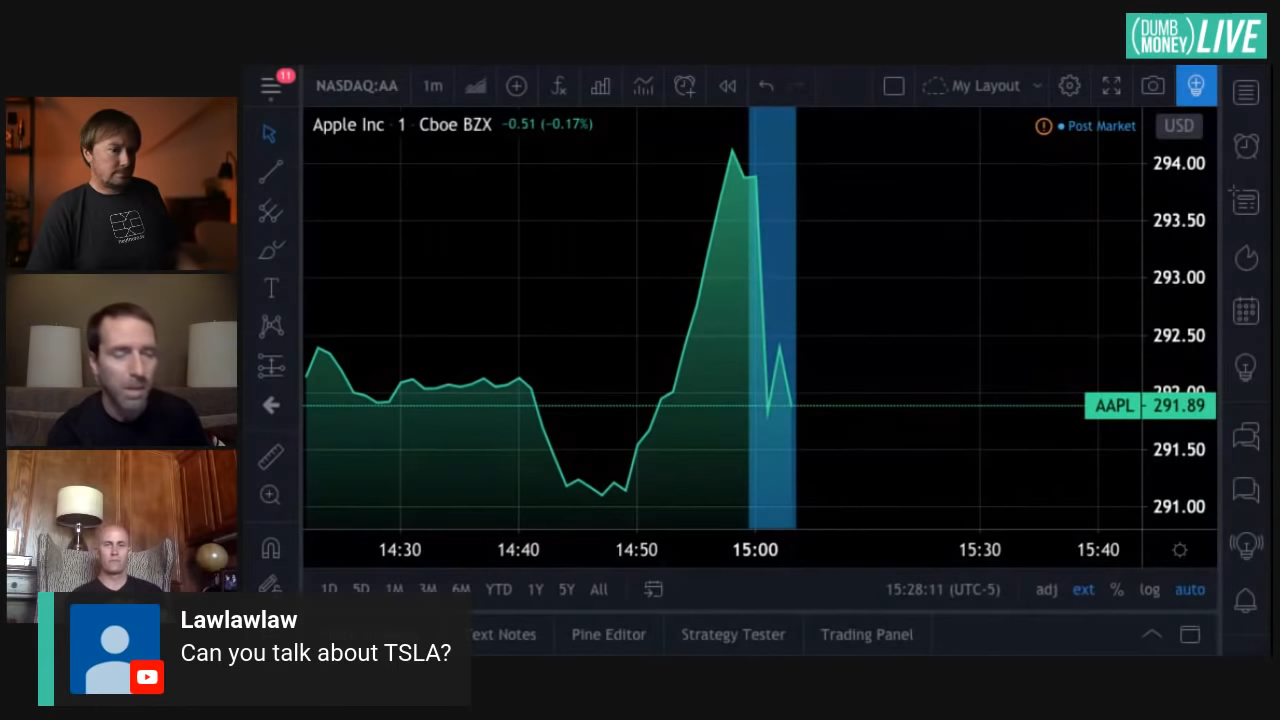 (DUMB MONEY) LIVE
11
NASDAQ:AA
1m
My Layout
Apple Inc 1 Cboe BZX −0.51 (−0.17%)
Post Market
USD
294.00
293.50
293.00
292.50
292.00
AAPL 291.89
291.50
291.00
14:30 14:40 14:50 15:00 15:30 15:40
1D 5D 1M 3M 6M YTD 1Y 5Y All
15:28:11 (UTC-5) adj ext % log auto
Text Notes Pine Editor Strategy Tester Trading Panel
Lawlawlaw
Can you talk about TSLA?